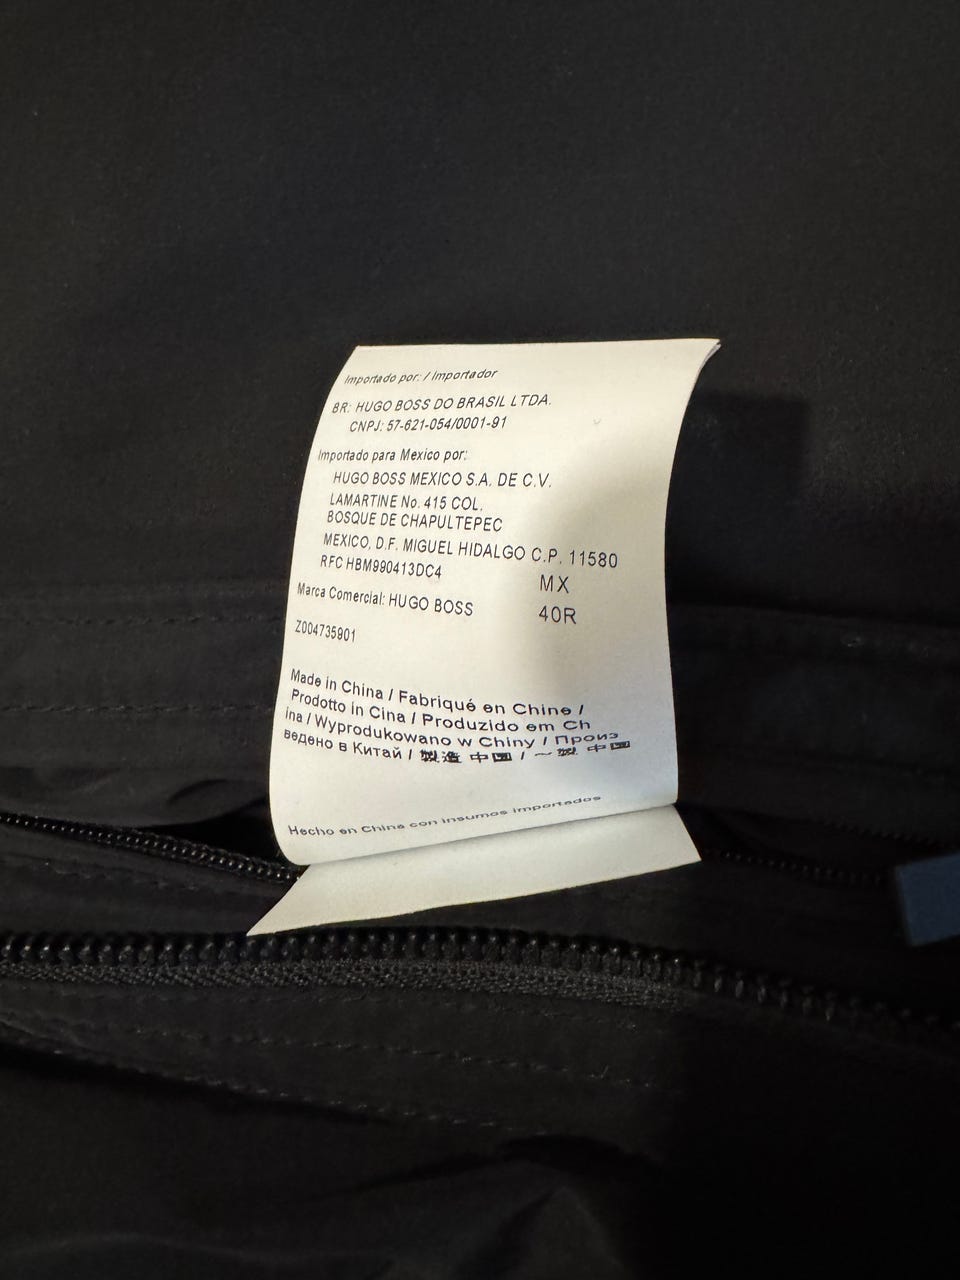 Importado por: / Importador
BR: HUGO BOSS DO BRASIL LTDA.
CNPJ: 57-621-054/0001-91
Importado para Mexico por:
HUGO BOSS MEXICO S.A. DE C.V.
LAMARTINE No. 415 COL.
BOSQUE DE CHAPULTEPEC
MEXICO, D.F. MIGUEL HIDALGO C.P. 11580
RFC HBM990413DC4
MX
Marca Comercial: HUGO BOSS
40R
Z004735901
Made in China / Fabriqué en Chine /
Prodotto in Cina / Produzido em Ch
ina / Wyprodukowano w Chiny / Произ
ведено в Китай / 製造 中国 / 製 中国
Hecho en China con insumos importados